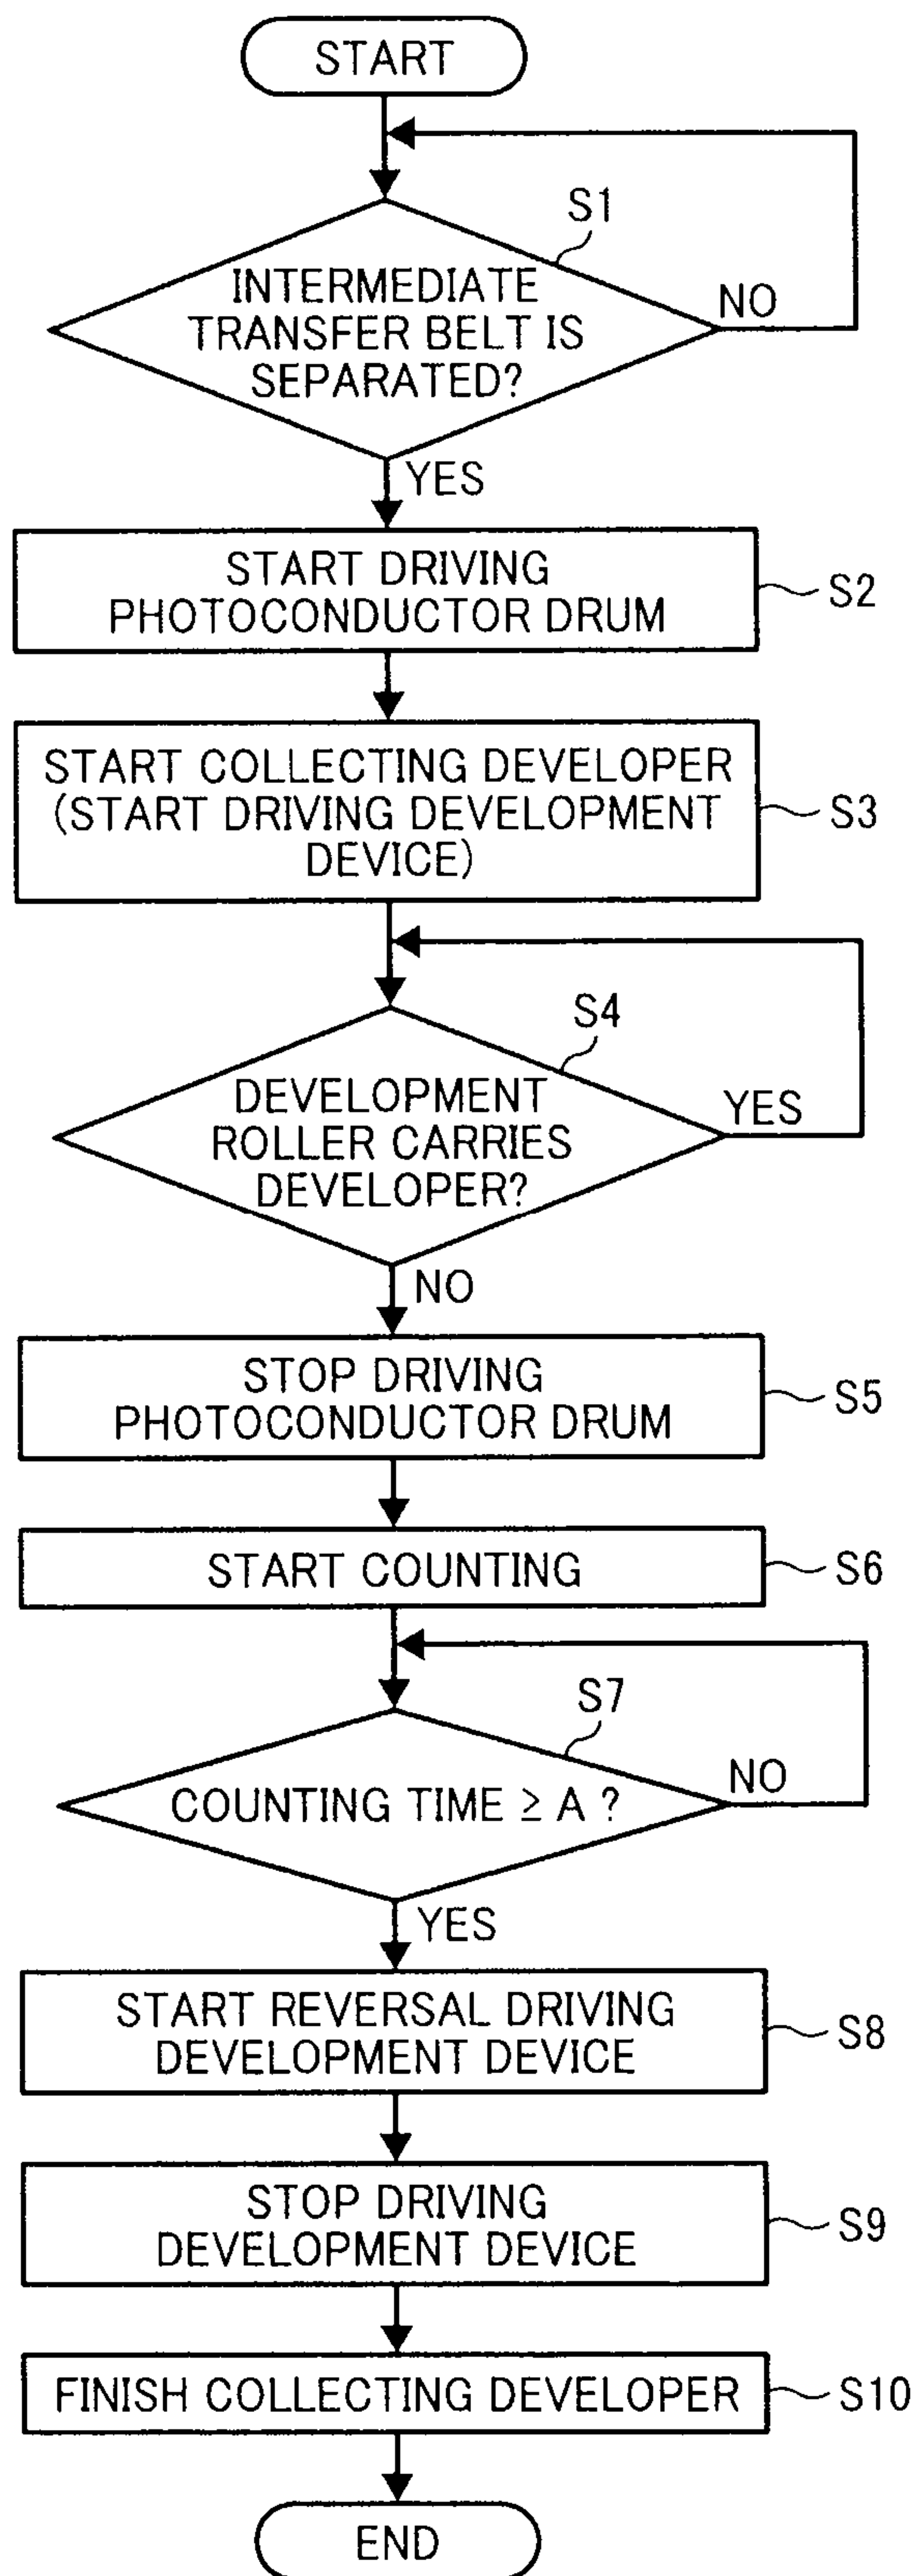 START
S1
INTERMEDIATE
TRANSFER BELT IS
SEPARATED?
NO
YES
START DRIVING
PHOTOCONDUCTOR DRUM
S2
START COLLECTING DEVELOPER
(START DRIVING DEVELOPMENT
DEVICE)
S3
S4
DEVELOPMENT
ROLLER CARRIES
DEVELOPER?
YES
NO
STOP DRIVING
PHOTOCONDUCTOR DRUM
S5
START COUNTING
S6
S7
COUNTING TIME ≥ A ?
NO
YES
START REVERSAL DRIVING
DEVELOPMENT DEVICE
S8
STOP DRIVING
DEVELOPMENT DEVICE
S9
FINISH COLLECTING DEVELOPER
S10
END